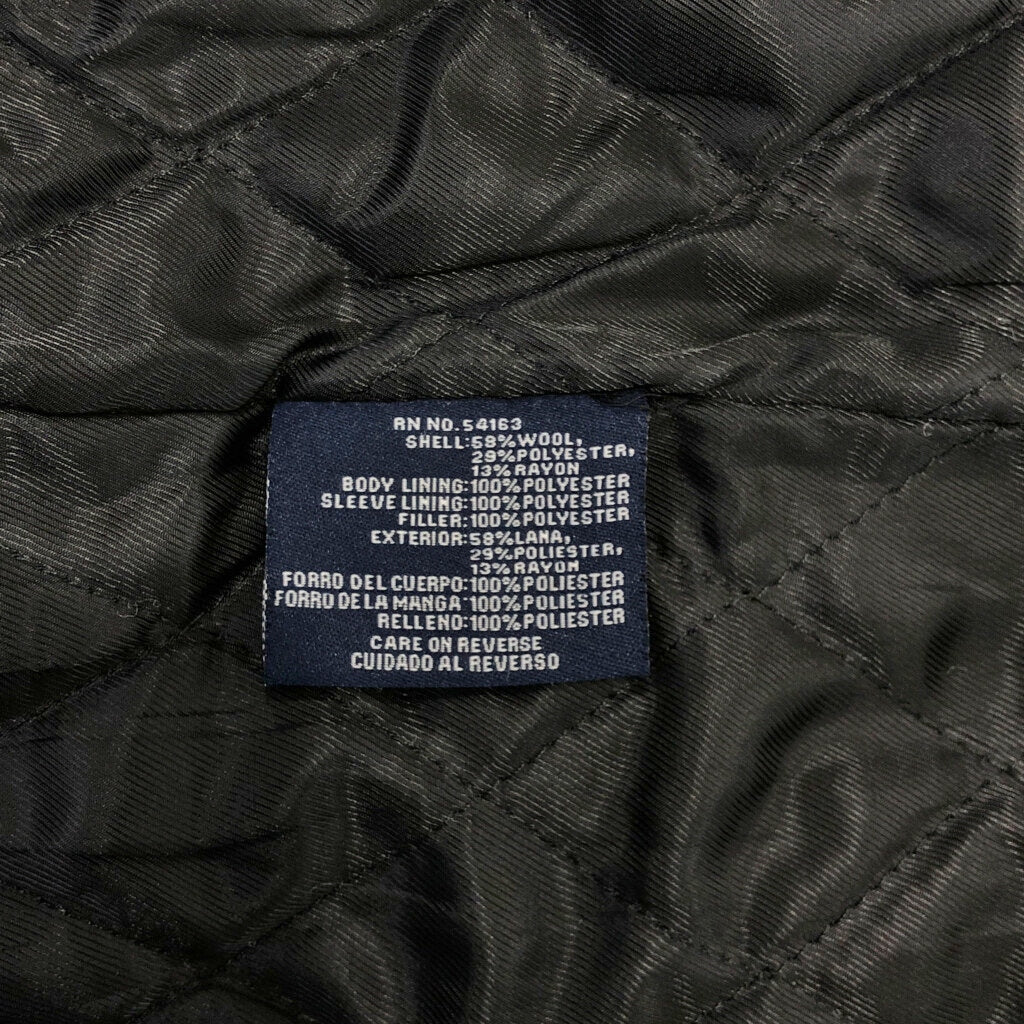 RN NO. 54163
SHELL: 58% WOOL,
29% POLYESTER,
13% RAYON
BODY LINING: 100% POLYESTER
SLEEVE LINING: 100% POLYESTER
FILLER: 100% POLYESTER
EXTERIOR: 58% LANA,
29% POLIESTER,
13% RAYON
FORRO DEL CUERPO: 100% POLIESTER
FORRO DE LA MANGA: 100% POLIESTER
RELLENO: 100% POLIESTER
CARE ON REVERSE
CUIDADO AL REVERSO